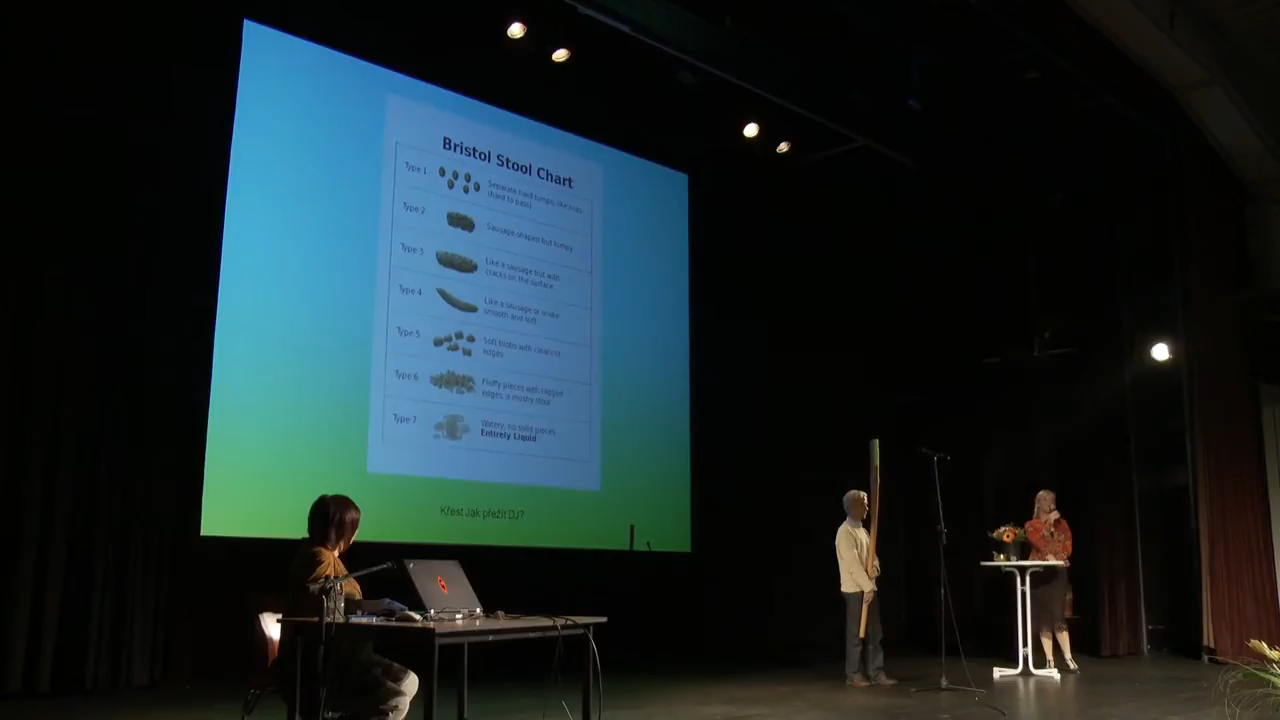 Bristol Stool Chart
Type 1
Separate hard lumps, like nuts
(hard to pass)
Type 2
Sausage-shaped but lumpy
Type 3
Like a sausage but with
cracks on the surface
Type 4
Like a sausage or snake,
smooth and soft
Type 5
Soft blobs with clear-cut
edges
Type 6
Fluffy pieces with ragged
edges, a mushy stool
Type 7
Watery, no solid pieces.
Entirely Liquid
Křest Jak přežít DJ?